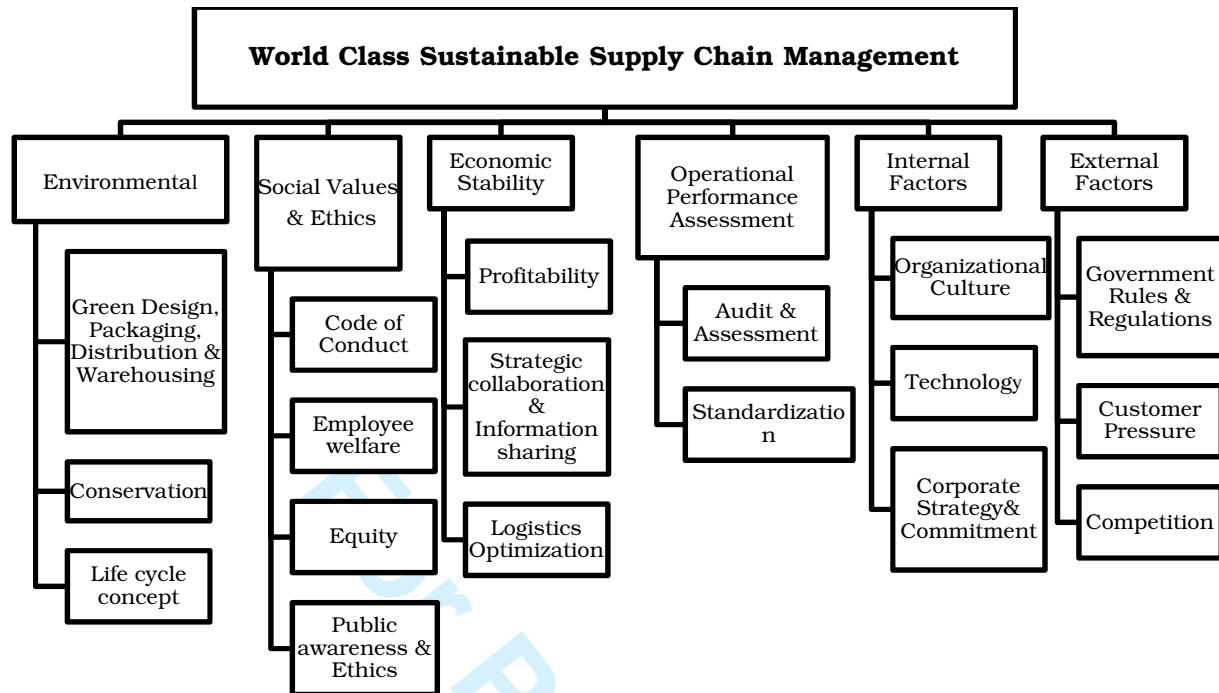 World Class Sustainable Supply Chain Management
Environmental
Green Design,
Packaging,
Distribution &
Warehousing
Conservation
Life cycle
concept
Social Values
& Ethics
Code of
Conduct
Employee
welfare
Equity
Public
awareness &
Ethics
Economic
Stability
Profitability
Strategic
collaboration
&
Information
sharing
Logistics
Optimization
Operational
Performance
Assessment
Audit &
Assessment
Standardizatio
n
Internal
Factors
Organizational
Culture
Technology
Corporate
Strategy&
Commitment
External
Factors
Government
Rules &
Regulations
Customer
Pressure
Competition
For P